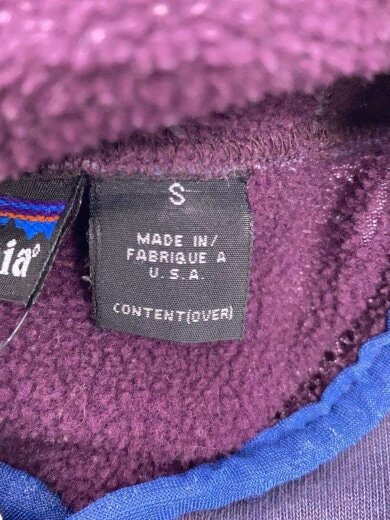 S
MADE IN/
FABRIQUE A
U.S.A.
CONTENT(OVER)
ia®